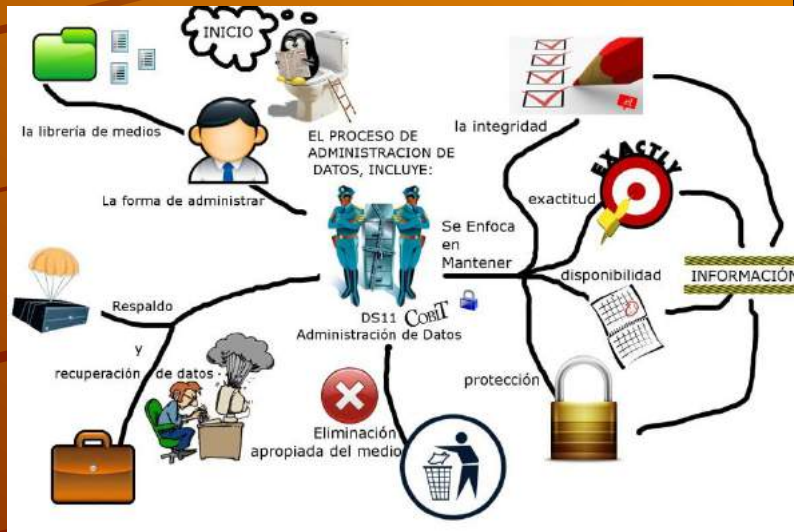 INICIO
la librería de medios
La forma de administrar
EL PROCESO DE
ADMINISTRACION DE
DATOS, INCLUYE:
Respaldo
y
recuperación de datos
DS11 COBIT
Administración de Datos
Eliminación
apropiada del medio
Se Enfoca
en
Mantener
la integridad
EXACTLY
exactitud
disponibilidad
protección
INFORMACIÓN